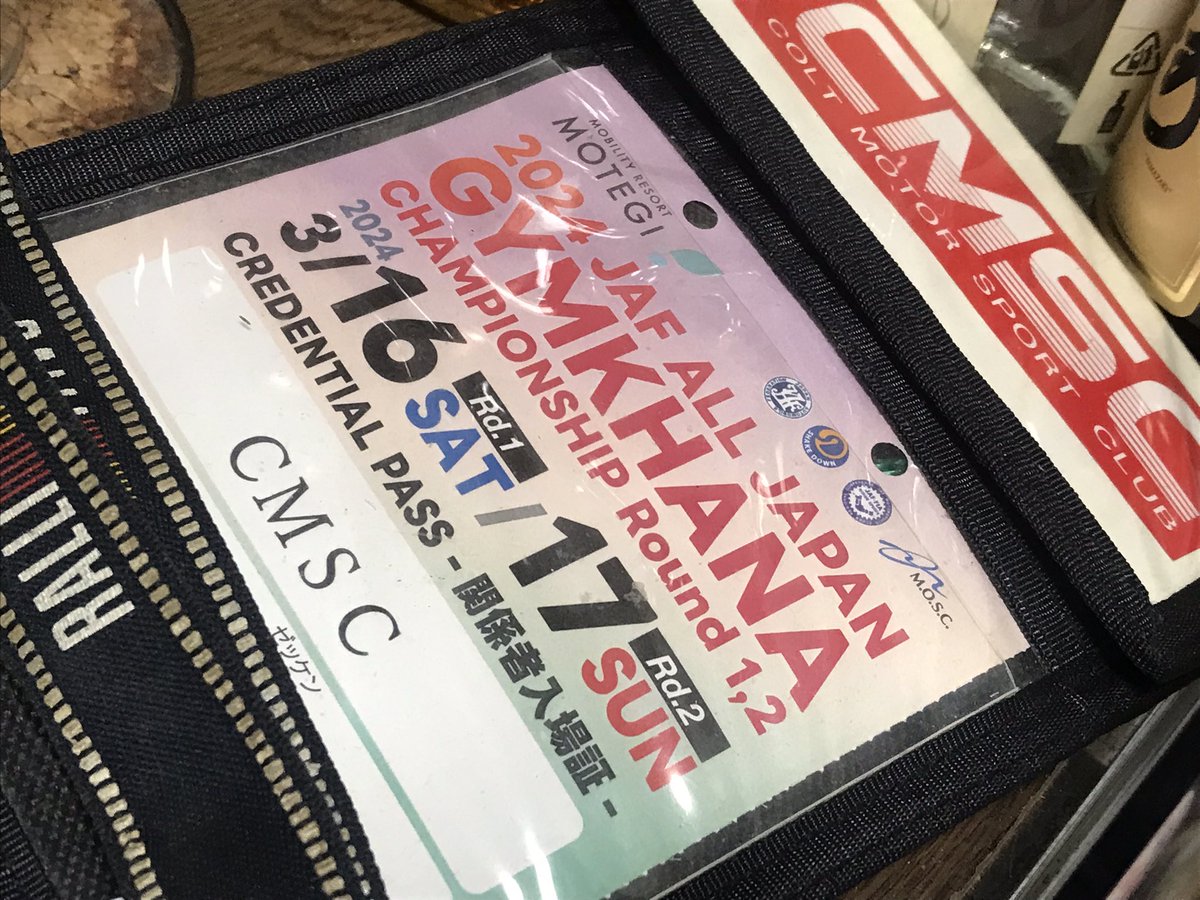 CMSC
COLT MOTOR SPORT CLUB
MOBILITY RESORT
MOTEGI
2024 JAF ALL JAPAN
GYMKHANA
CHAMPIONSHIP Round 1, 2
2024
3/16 SAT Rd.1 / 17 SUN Rd.2
CREDENTIAL PASS - 関係者入場証 -
CMSC
ゼッケン
SHAKE DOWN
M.O.S.C.
RALLI